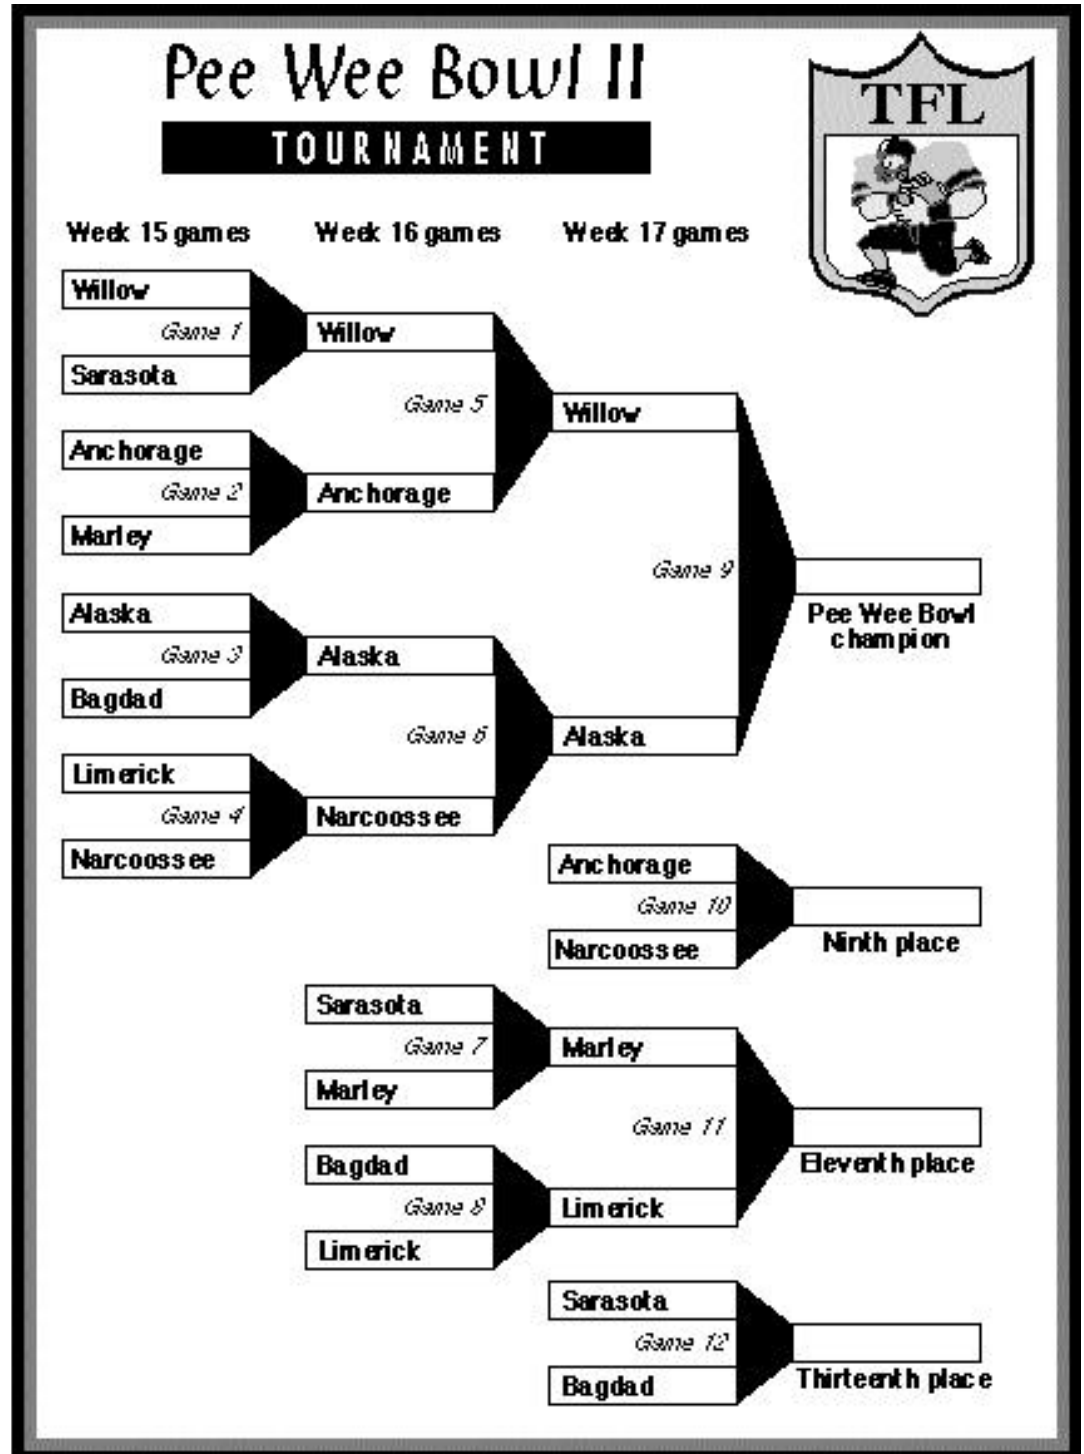 Pee Wee Bowl II
TOURNAMENT
TFL
Week 15 games
Week 16 games
Week 17 games
Willow
Game 1
Sarasota
Willow
Game 5
Anchorage
Game 2
Marley
Anchorage
Willow
Game 9
Alaska
Game 3
Bagdad
Alaska
Game 6
Limerick
Game 4
Narcoossee
Narcoossee
Alaska
Pee Wee Bowl
champion
Anchorage
Game 10
Narcoossee
Ninth place
Sarasota
Game 7
Marley
Marley
Game 11
Bagdad
Game 8
Limerick
Limerick
Eleventh place
Sarasota
Game 12
Bagdad
Thirteenth place